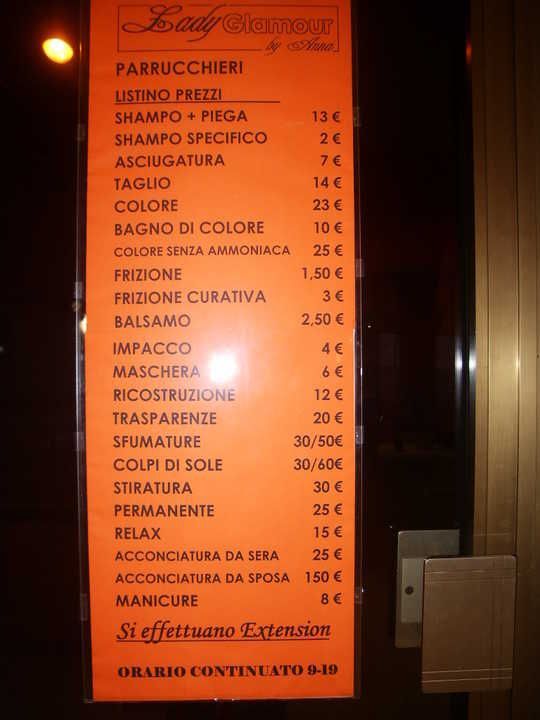 Lady Glamour
by Anna
PARRUCCHIERI
LISTINO PREZZI
SHAMPO + PIEGA 13 €
SHAMPO SPECIFICO 2 €
ASCIUGATURA 7 €
TAGLIO 14 €
COLORE 23 €
BAGNO DI COLORE 10 €
COLORE SENZA AMMONIACA 25 €
FRIZIONE 1,50 €
FRIZIONE CURATIVA 3 €
BALSAMO 2,50 €
IMPACCO 4 €
MASCHERA 6 €
RICOSTRUZIONE 12 €
TRASPARENZE 20 €
SFUMATURE 30/50€
COLPI DI SOLE 30/60€
STIRATURA 30 €
PERMANENTE 25 €
RELAX 15 €
ACCONCIATURA DA SERA 25 €
ACCONCIATURA DA SPOSA 150 €
MANICURE 8 €
Si effettuano Extension
ORARIO CONTINUATO 9-19